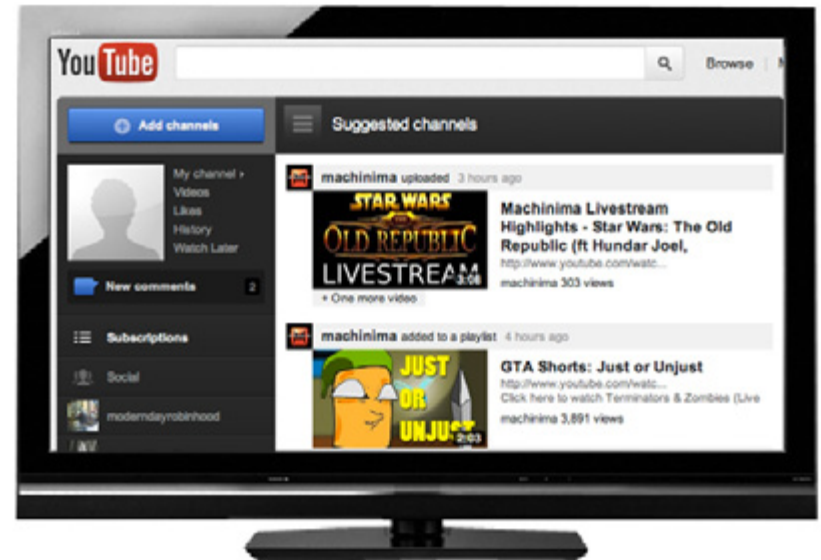 YouTube
Browse
Add channels
Suggested channels
My channel ›
Videos
Likes
History
Watch Later
New comments 2
Subscriptions
Social
moderndayrobinhood
machinima uploaded 3 hours ago
STAR WARS
THE
OLD REPUBLIC
LIVESTREAM
3:08
Machinima Livestream
Highlights - Star Wars: The Old
Republic (ft Hundar Joel,
http://www.youtube.com/watc...
machinima 303 views
+ One more video
machinima added to a playlist 4 hours ago
JUST
OR
UNJUST
2:03
GTA Shorts: Just or Unjust
http://www.youtube.com/watc...
Click here to watch Terminators & Zombies (Live
machinima 3,891 views